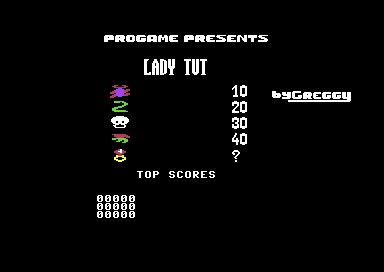 PROGAME PRESENTS
LADY TUT
10
byGREGGY
20
30
40
?
TOP SCORES
00000
00000
00000